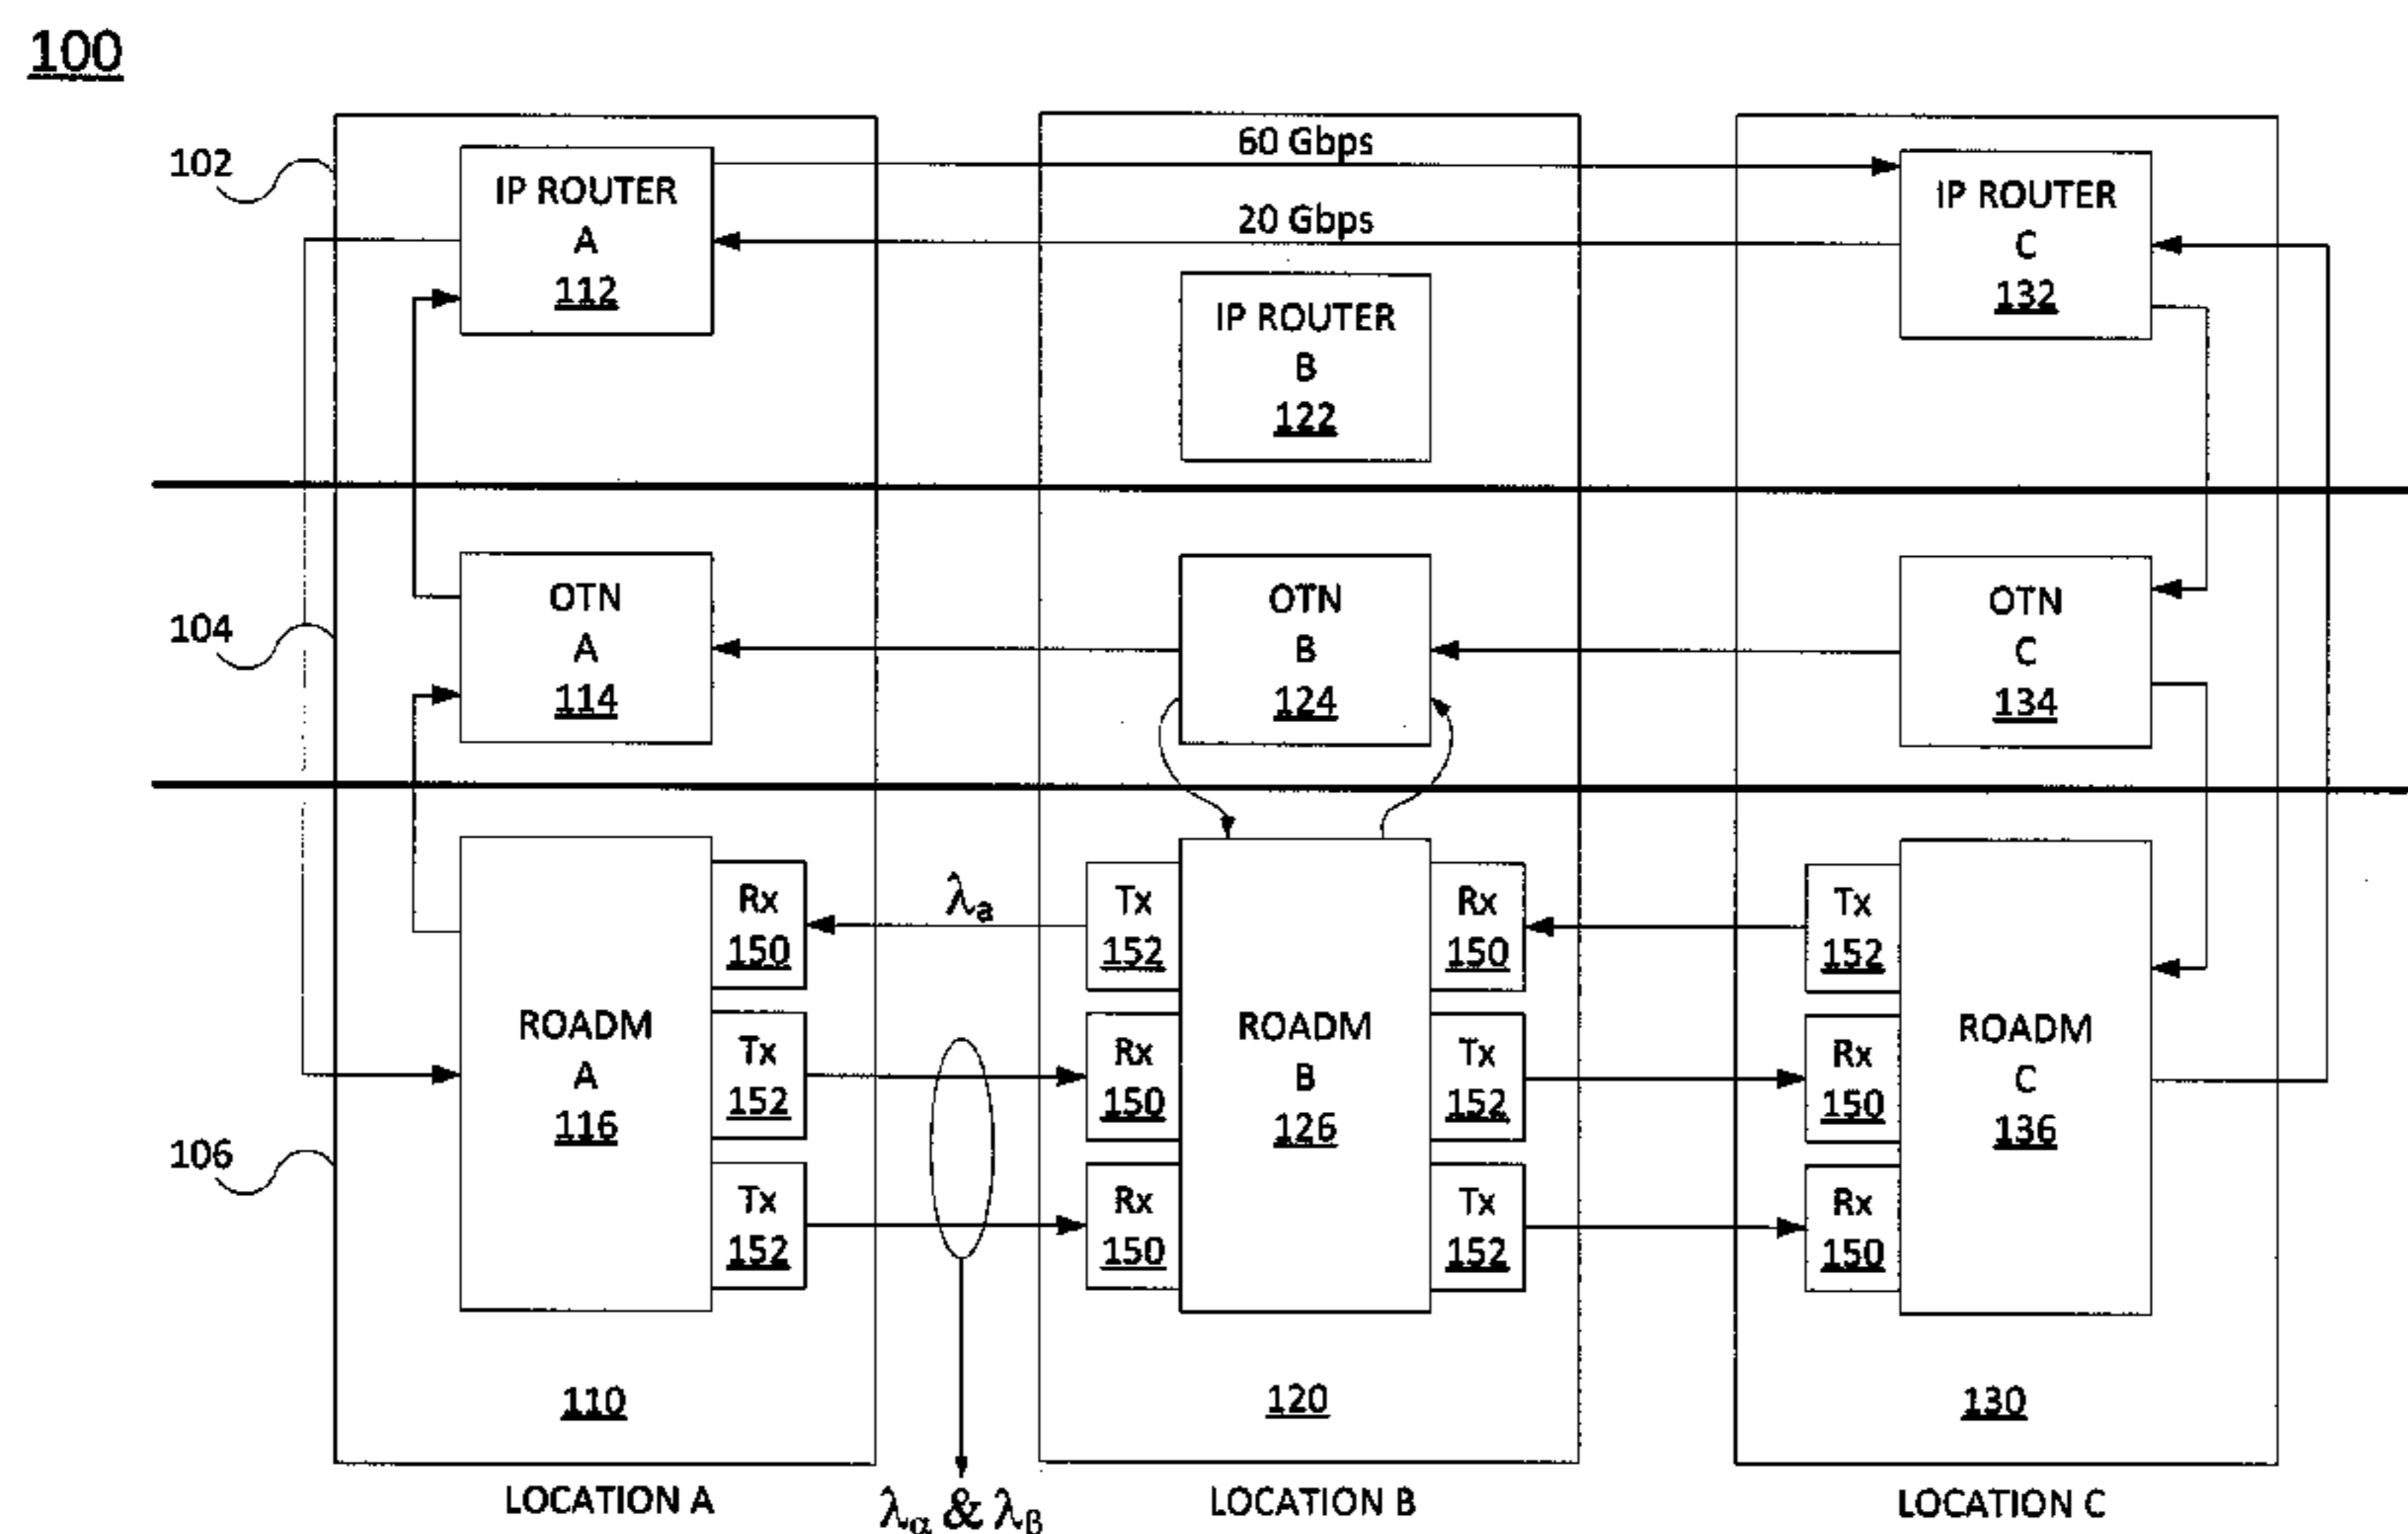 100
102
60 Gbps
20 Gbps
IP ROUTER
A
112
IP ROUTER
B
122
IP ROUTER
C
132
104
OTN
A
114
OTN
B
124
OTN
C
134
106
ROADM
A
116
Rx
150
Tx
152
Tx
152
λa
λα & λβ
Tx
152
Rx
150
Rx
150
ROADM
B
126
Rx
150
Tx
152
Tx
152
Tx
152
Rx
150
Rx
150
ROADM
C
136
110
120
130
LOCATION A
LOCATION B
LOCATION C